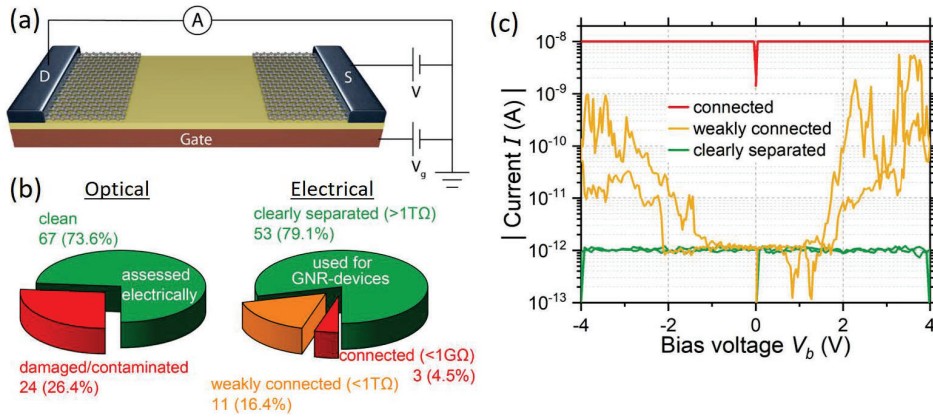 (a)
A
D
S
V
Gate
Vg
(b)
Optical
clean
67 (73.6%)
assessed
electrically
damaged/contaminated
24 (26.4%)
Electrical
clearly separated (>1TΩ)
53 (79.1%)
used for
GNR-devices
connected (<1GΩ)
3 (4.5%)
weakly connected (<1TΩ)
11 (16.4%)
(c)
| Current I (A) |
10⁻⁸
10⁻⁹
10⁻¹⁰
10⁻¹¹
10⁻¹²
10⁻¹³
connected
weakly connected
clearly separated
-4 -2 0 2 4
Bias voltage Vb (V)